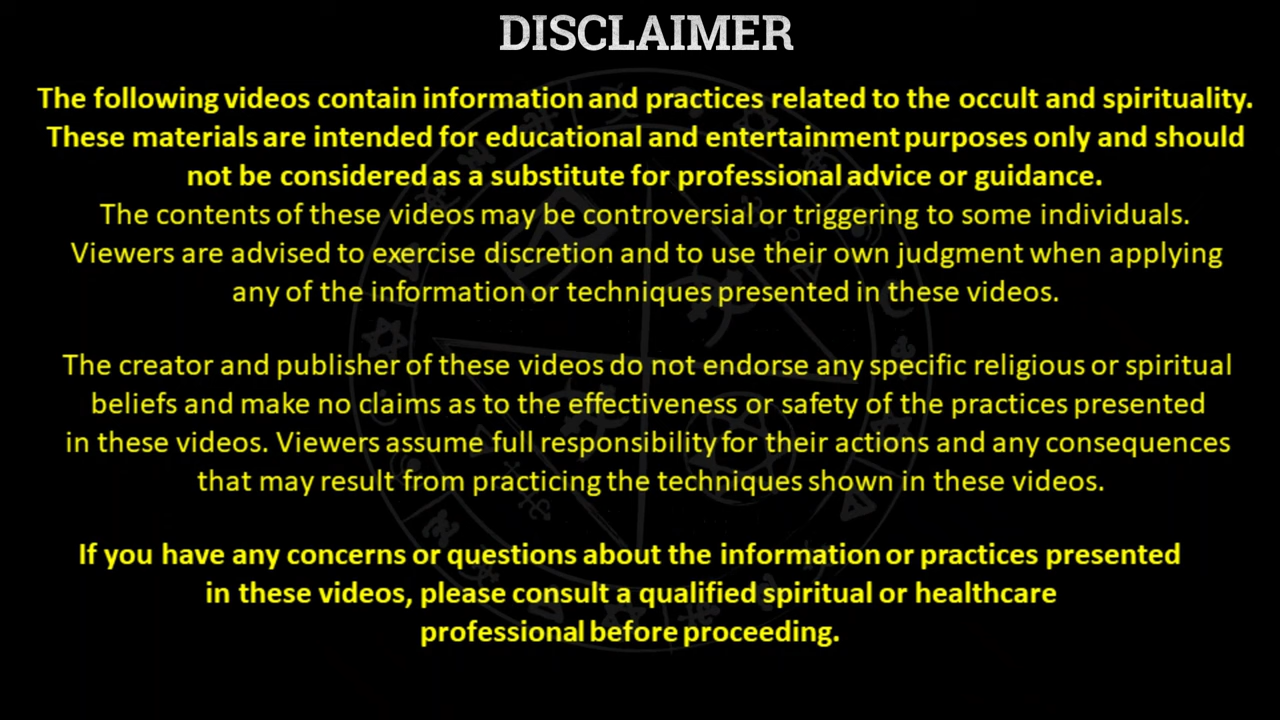 DISCLAIMER
The following videos contain information and practices related to the occult and spirituality.
These materials are intended for educational and entertainment purposes only and should
not be considered as a substitute for professional advice or guidance.
The contents of these videos may be controversial or triggering to some individuals.
Viewers are advised to exercise discretion and to use their own judgment when applying
any of the information or techniques presented in these videos.
The creator and publisher of these videos do not endorse any specific religious or spiritual
beliefs and make no claims as to the effectiveness or safety of the practices presented
in these videos. Viewers assume full responsibility for their actions and any consequences
that may result from practicing the techniques shown in these videos.
If you have any concerns or questions about the information or practices presented
in these videos, please consult a qualified spiritual or healthcare
professional before proceeding.